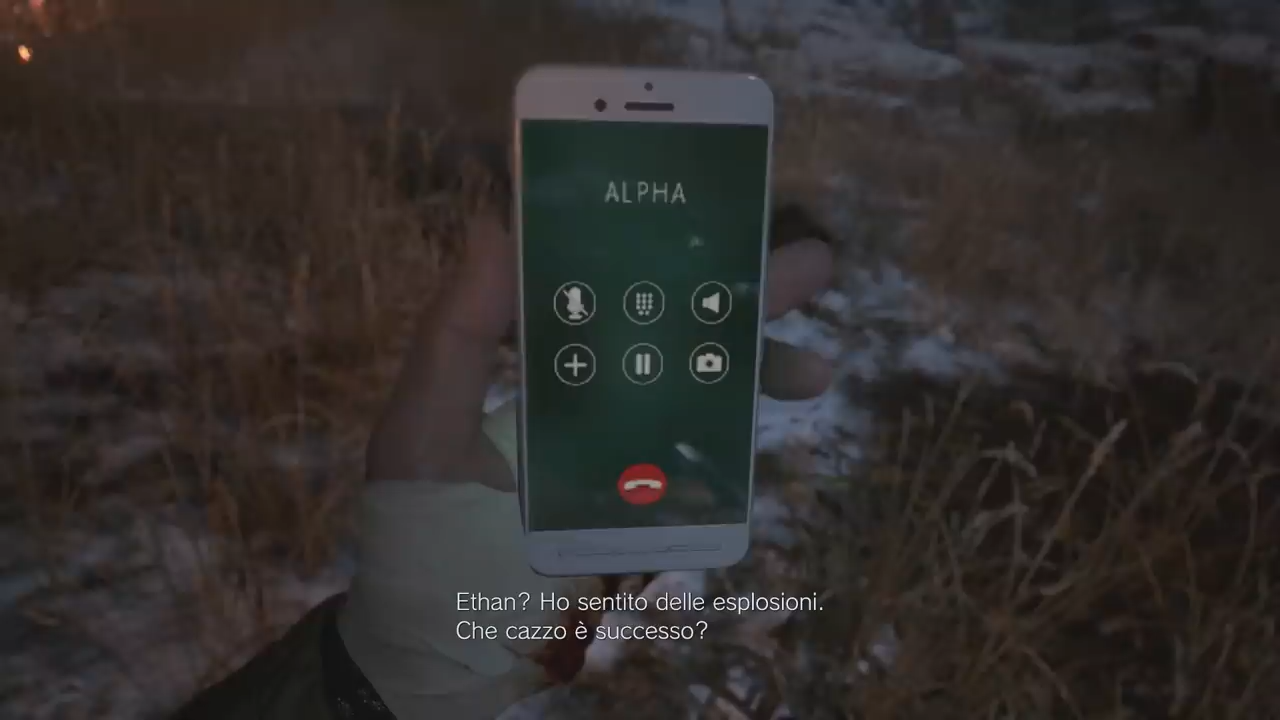 ALPHA
Ethan? Ho sentito delle esplosioni.
Che cazzo è successo?